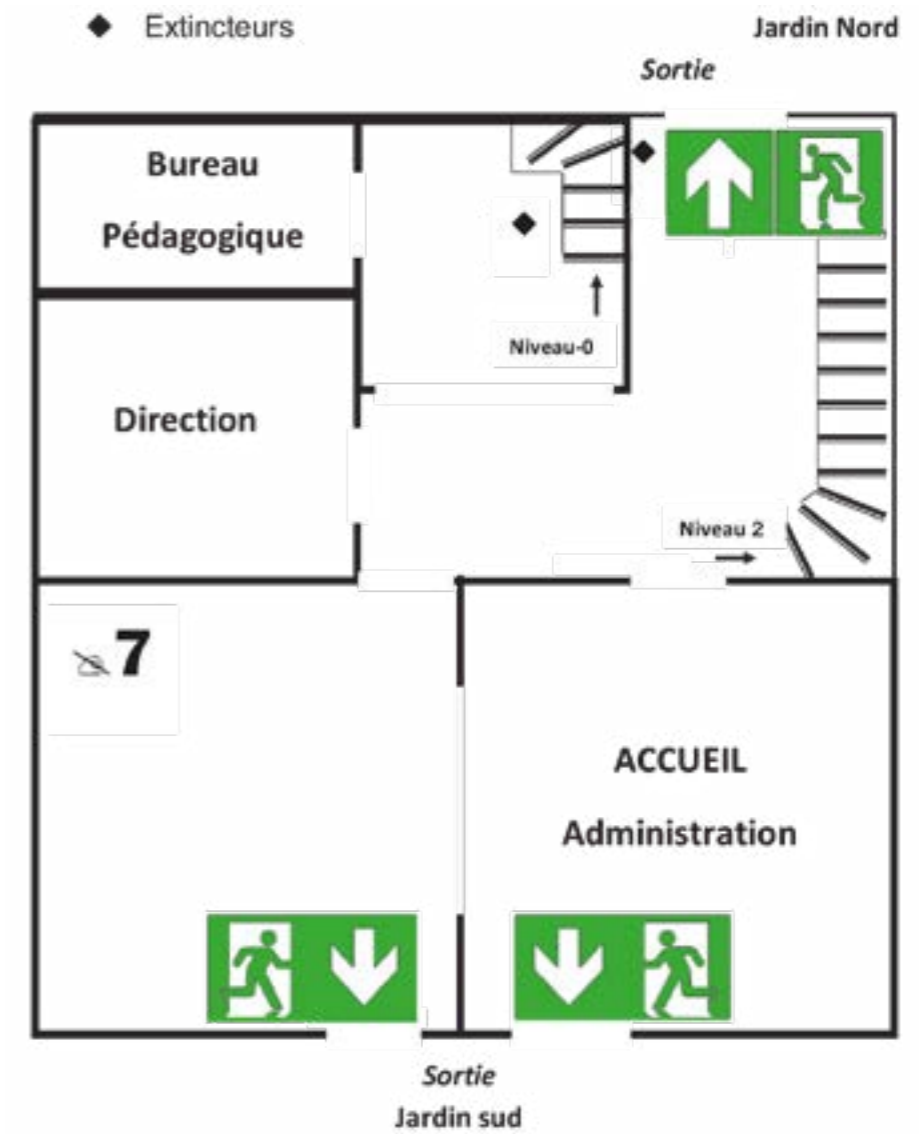 Extincteurs
Jardin Nord
Sortie
Bureau
Pédagogique
Niveau-0
Direction
Niveau 2
7
ACCUEIL
Administration
Sortie
Jardin sud